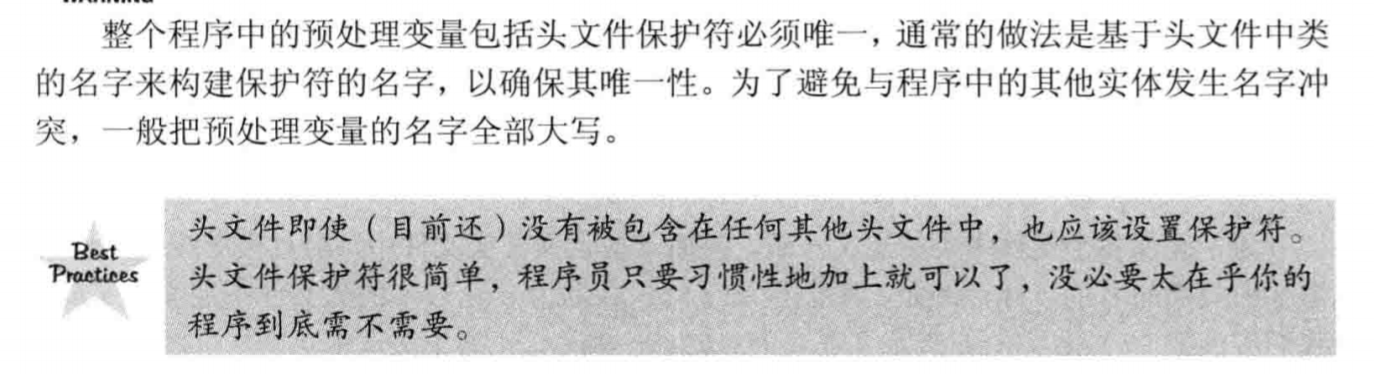 整个程序中的预处理变量包括头文件保护符必须唯一，通常的做法是基于头文件中类
的名字来构建保护符的名字，以确保其唯一性。为了避免与程序中的其他实体发生名字冲
突，一般把预处理变量的名字全部大写。
Best
Practices
头文件即使（目前还）没有被包含在任何其他头文件中，也应该设置保护符。
头文件保护符很简单，程序员只要习惯性地加上就可以了，没必要太在乎你的
程序到底需不需要。